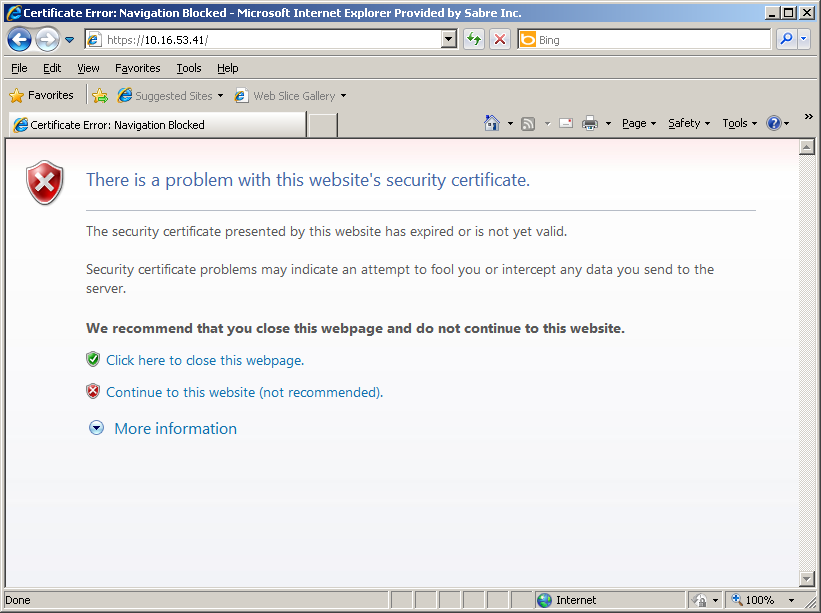 Certificate Error: Navigation Blocked - Microsoft Internet Explorer Provided by Sabre Inc.
https://10.16.53.41/
Bing
File Edit View Favorites Tools Help
Favorites Suggested Sites Web Slice Gallery
Certificate Error: Navigation Blocked
Page Safety Tools »
There is a problem with this website's security certificate.
The security certificate presented by this website has expired or is not yet valid.
Security certificate problems may indicate an attempt to fool you or intercept any data you send to the
server.
We recommend that you close this webpage and do not continue to this website.
Click here to close this webpage.
Continue to this website (not recommended).
More information
Done Internet 100%